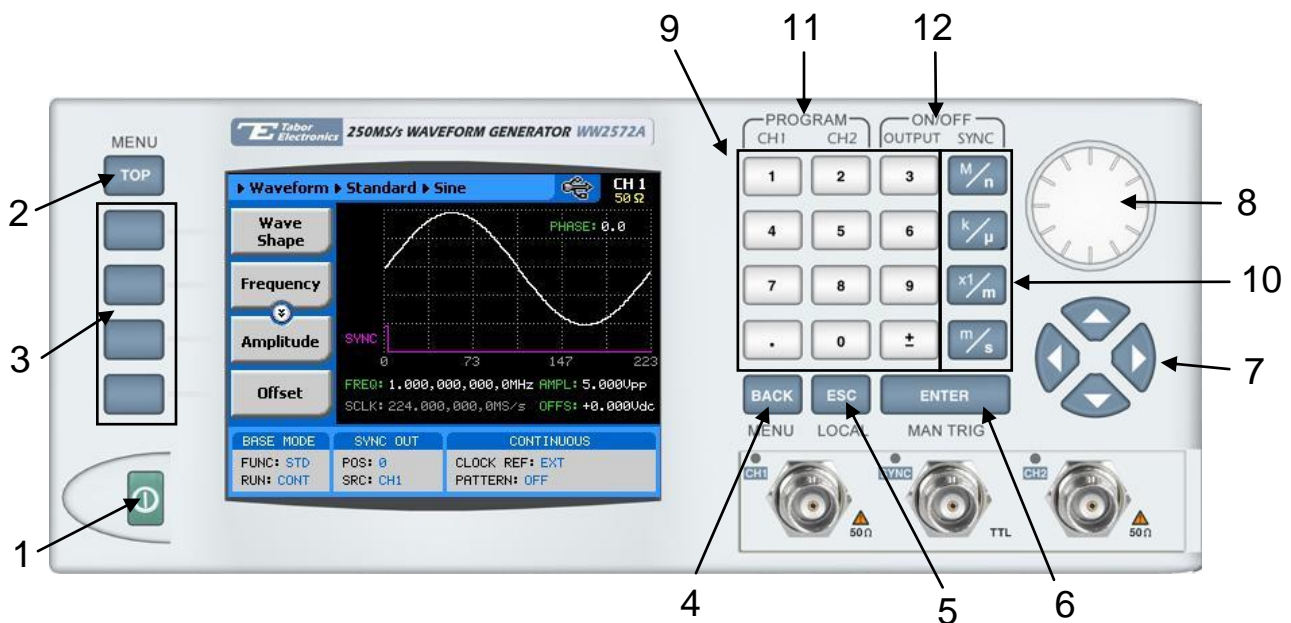 9
11
12
PROGRAM
ON/OFF
CH1 CH2 OUTPUT SYNC
MENU
TOP
2
3
1
Tabor Electronics 250MS/s WAVEFORM GENERATOR WW2572A
Waveform Standard Sine
CH 1
50 Ω
Wave Shape
Frequency
Amplitude
Offset
PHASE: 0.0
SYNC
0 73 147 223
FREQ: 1.000,000,000,0MHz AMPL: 5.000Vpp
SCLK: 224.000,000,0MS/s OFFS: +0.000Vdc
BASE MODE SYNC OUT CONTINUOUS
FUNC: STD POS: 0 CLOCK REF: EXT
RUN: CONT SRC: CH1 PATTERN: OFF
1 2 3 M/n
4 5 6 k/µ
7 8 9 x1/m
. 0 ± m/s
BACK ESC ENTER
MENU LOCAL MAN TRIG
CH1 SYNC CH2
50Ω TTL 50Ω
8
10
7
4
5
6